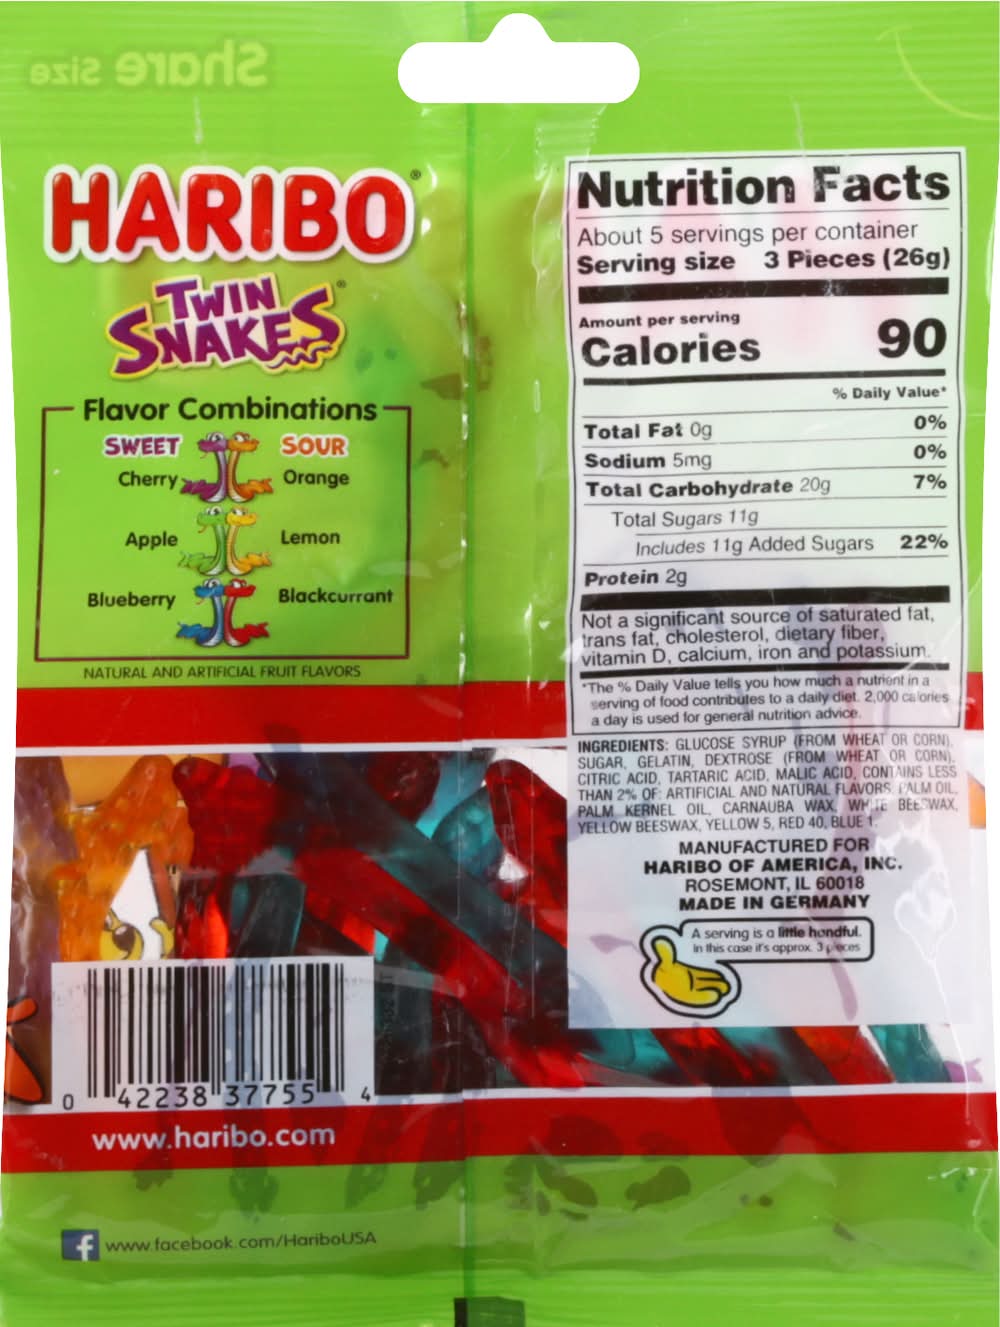 Share Size
HARIBO®
TWIN
SNAKES®
Flavor Combinations
SWEET SOUR
Cherry Orange
Apple Lemon
Blueberry Blackcurrant
NATURAL AND ARTIFICIAL FRUIT FLAVORS
0 42238 37755 4
www.haribo.com
f www.facebook.com/HariboUSA
Nutrition Facts
About 5 servings per container
Serving size 3 Pieces (26g)
Amount per serving
Calories 90
% Daily Value*
Total Fat 0g 0%
Sodium 5mg 0%
Total Carbohydrate 20g 7%
Total Sugars 11g
Includes 11g Added Sugars 22%
Protein 2g
Not a significant source of saturated fat,
trans fat, cholesterol, dietary fiber,
vitamin D, calcium, iron and potassium.
*The % Daily Value tells you how much a nutrient in a
serving of food contributes to a daily diet. 2,000 calories
a day is used for general nutrition advice.
INGREDIENTS: GLUCOSE SYRUP (FROM WHEAT OR CORN),
SUGAR, GELATIN, DEXTROSE (FROM WHEAT OR CORN),
CITRIC ACID, TARTARIC ACID, MALIC ACID, CONTAINS LESS
THAN 2% OF: ARTIFICIAL AND NATURAL FLAVORS, PALM OIL,
PALM KERNEL OIL, CARNAUBA WAX, WHITE BEESWAX,
YELLOW BEESWAX, YELLOW 5, RED 40, BLUE 1.
MANUFACTURED FOR
HARIBO OF AMERICA, INC.
ROSEMONT, IL 60018
MADE IN GERMANY
A serving is a little handful.
In this case it's approx. 3 pieces